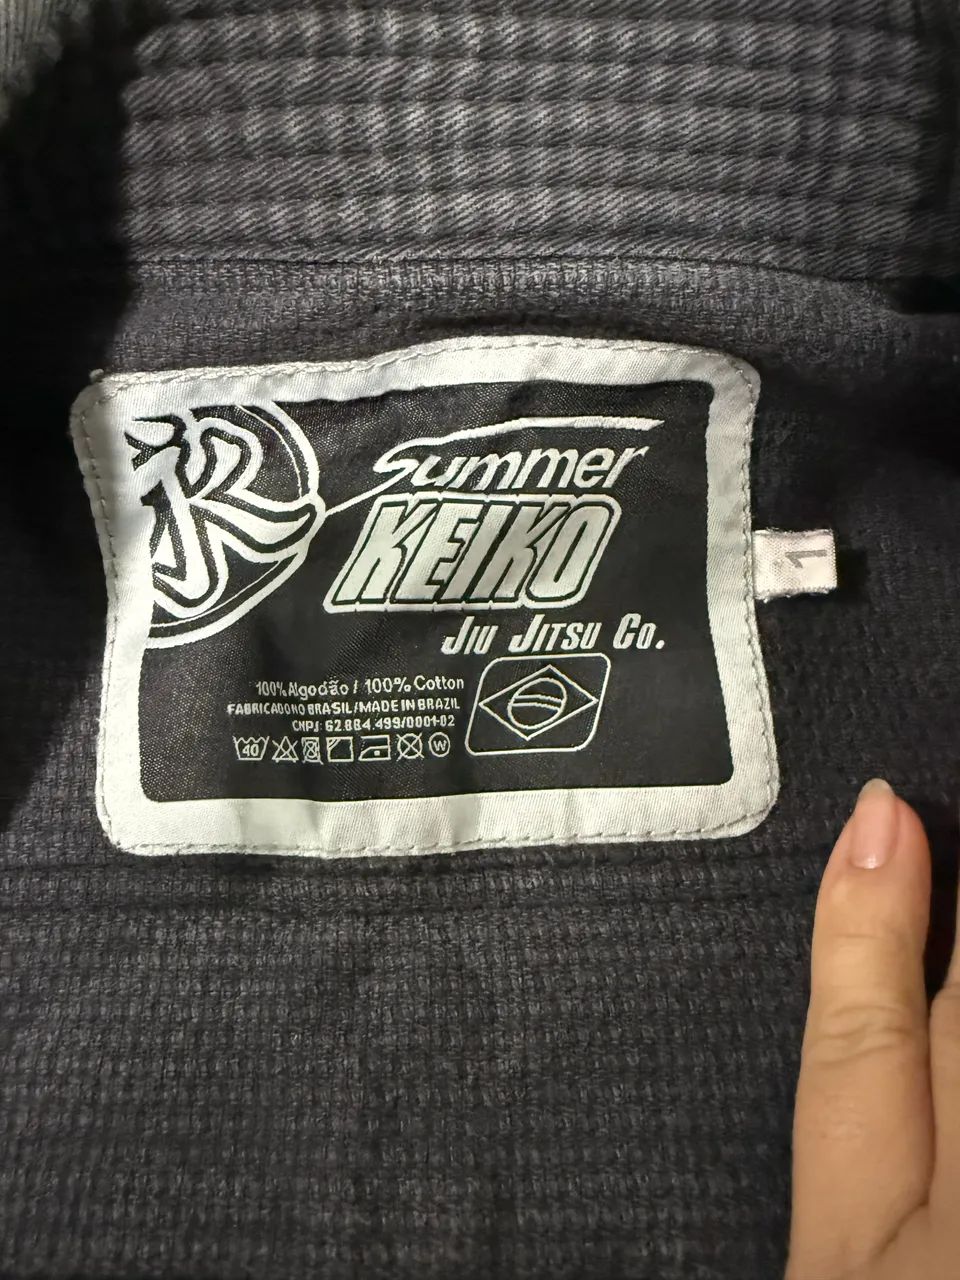 Summer
KEIKO
JIU JITSU CO.
100% Algodão / 100% Cotton
FABRICADO NO BRASIL/MADE IN BRAZIL
CNPJ: 62.884.499/0001-02
40
W
1